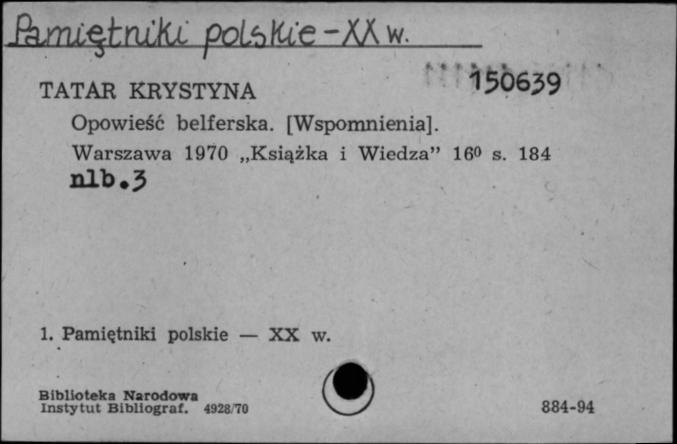 Pamiętniki polskie - XX w.
150639
TATAR KRYSTYNA
Opowieść belferska. [Wspomnienia].
Warszawa 1970 „Książka i Wiedza” 16⁰ s. 184
nlb. 3
1. Pamiętniki polskie — XX w.
Biblioteka Narodowa
Instytut Bibliograf. 4928/70
884-94